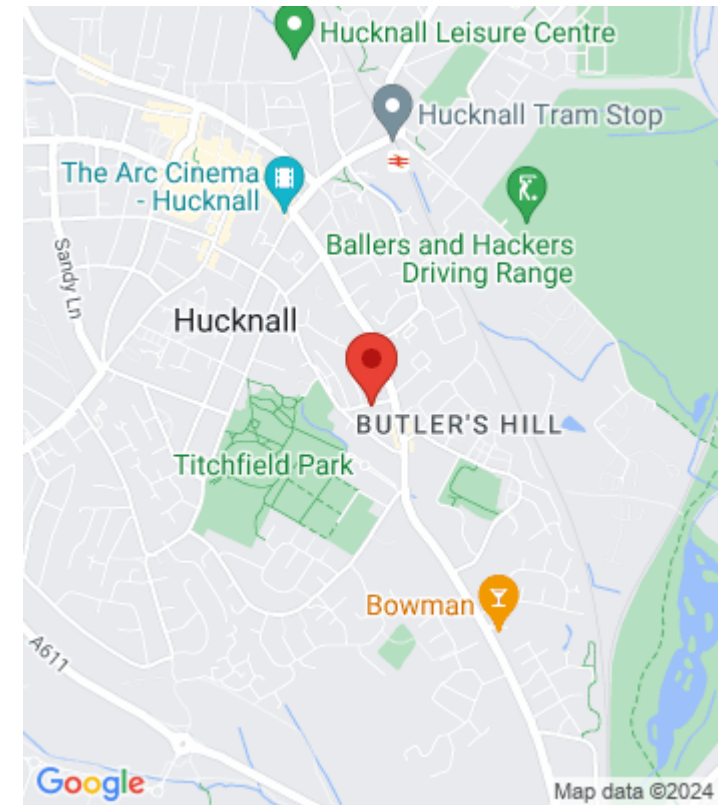 Hucknall Leisure Centre
Hucknall Tram Stop
The Arc Cinema
- Hucknall
Ballers and Hackers
Driving Range
Sandy Ln
Hucknall
BUTLER'S HILL
Titchfield Park
Bowman
A611
Google
Map data ©2024